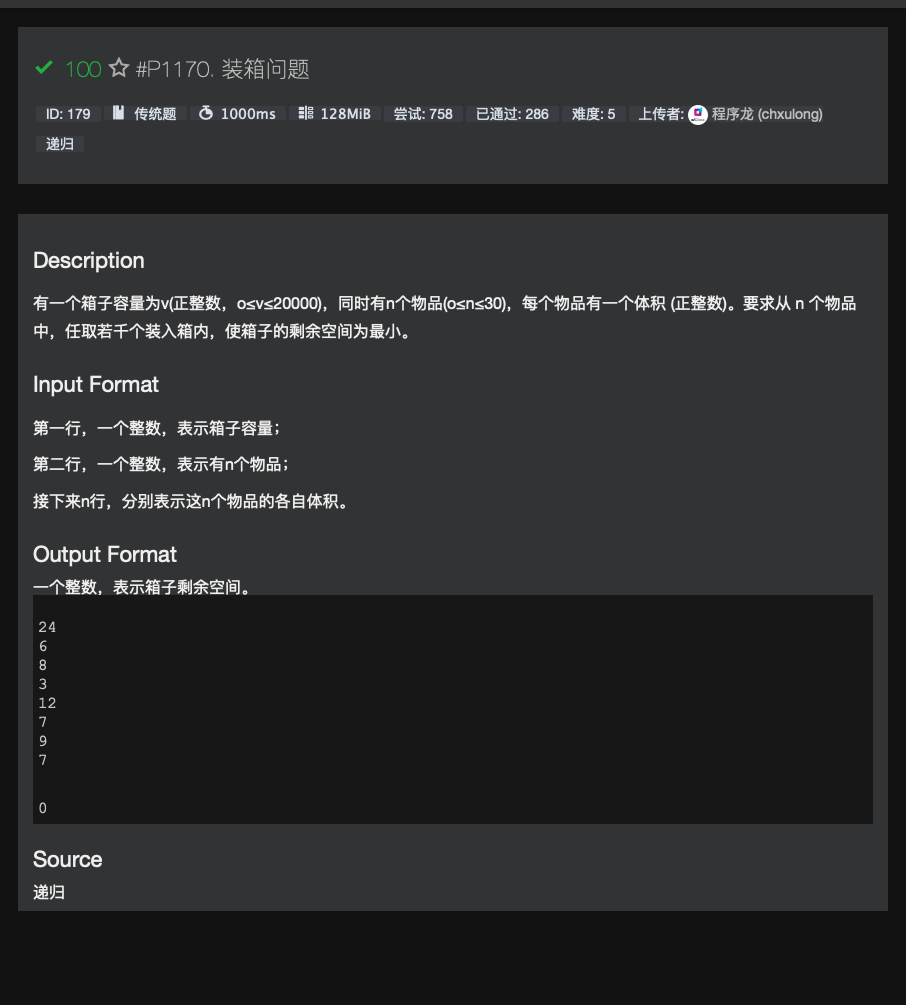 100 #P1170. 装箱问题
ID: 179 传统题 1000ms 128MiB 尝试: 758 已通过: 286 难度: 5 上传者: 程序龙 (chxulong)
递归
Description
有一个箱子容量为v(正整数，o≤v≤20000)，同时有n个物品(o≤n≤30)，每个物品有一个体积 (正整数)。要求从 n 个物品
中，任取若千个装入箱内，使箱子的剩余空间为最小。
Input Format
第一行，一个整数，表示箱子容量；
第二行，一个整数，表示有n个物品；
接下来n行，分别表示这n个物品的各自体积。
Output Format
一个整数，表示箱子剩余空间。
24
6
8
3
12
7
9
7
0
Source
递归